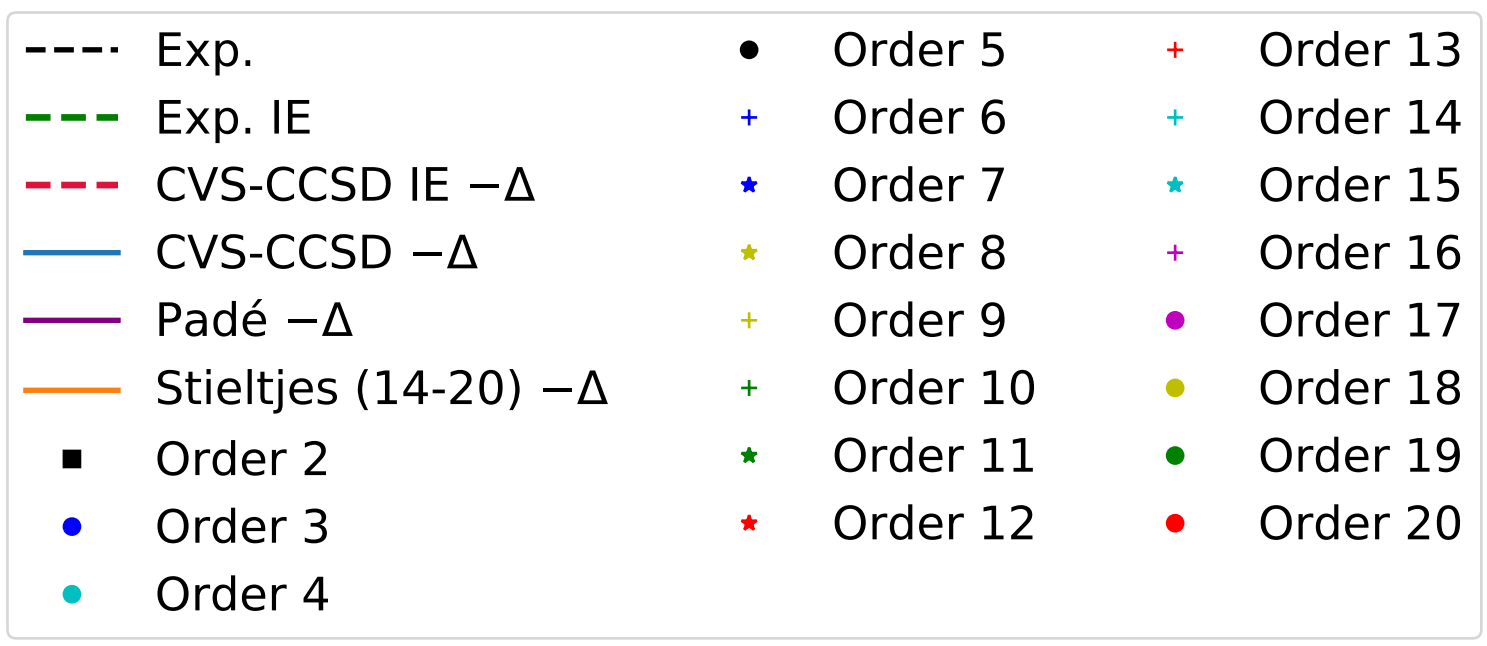 Exp.
Exp. IE
CVS-CCSD IE −Δ
CVS-CCSD −Δ
Padé −Δ
Stieltjes (14-20) −Δ
Order 2
Order 3
Order 4
Order 5
Order 6
Order 7
Order 8
Order 9
Order 10
Order 11
Order 12
Order 13
Order 14
Order 15
Order 16
Order 17
Order 18
Order 19
Order 20